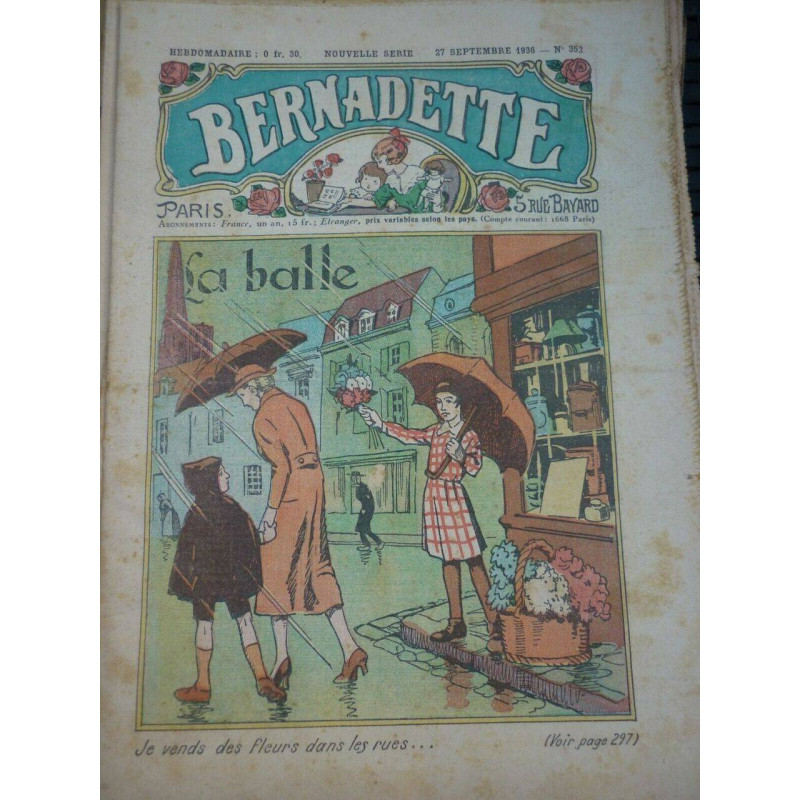 HEBDOMADAIRE : 0 fr. 30. NOUVELLE SERIE 27 SEPTEMBRE 1936 — N° 352
BERNADETTE
PARIS. 5 RUE BAYARD
ABONNEMENTS: France, un an, 15 fr.; Etranger, prix variables selon les pays. (Compte courant: 1668 Paris)
La balle
Je vends des fleurs dans les rues... (Voir page 297)